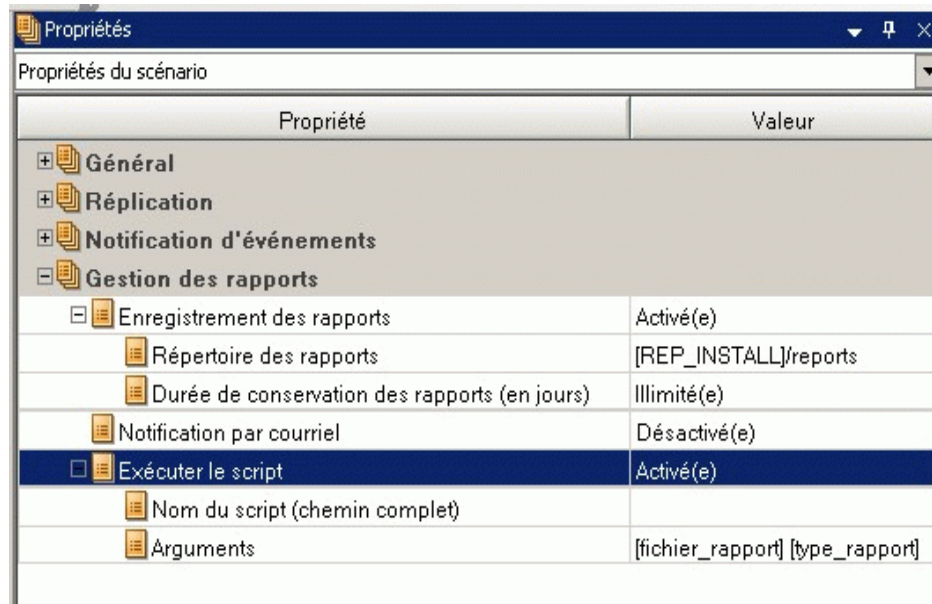 Propriétés
Propriétés du scénario
Propriété Valeur
Général
Réplication
Notification d'événements
Gestion des rapports
Enregistrement des rapports Activé(e)
Répertoire des rapports [REP_INSTALL]/reports
Durée de conservation des rapports (en jours) Illimité(e)
Notification par courriel Désactivé(e)
Exécuter le script Activé(e)
Nom du script (chemin complet)
Arguments [fichier_rapport] [type_rapport]